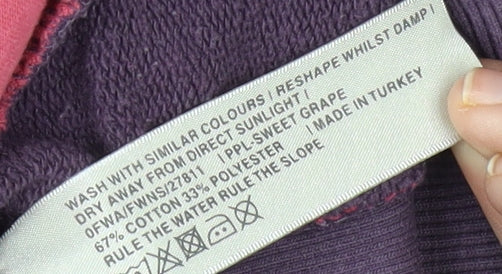 WASH WITH SIMILAR COLOURS | RESHAPE WHILST DAMP |
DRY AWAY FROM DIRECT SUNLIGHT |
0FWA/FWNS/27811 | PPL-SWEET GRAPE
67% COTTON 33% POLYESTER | MADE IN TURKEY
RULE THE WATER RULE THE SLOPE